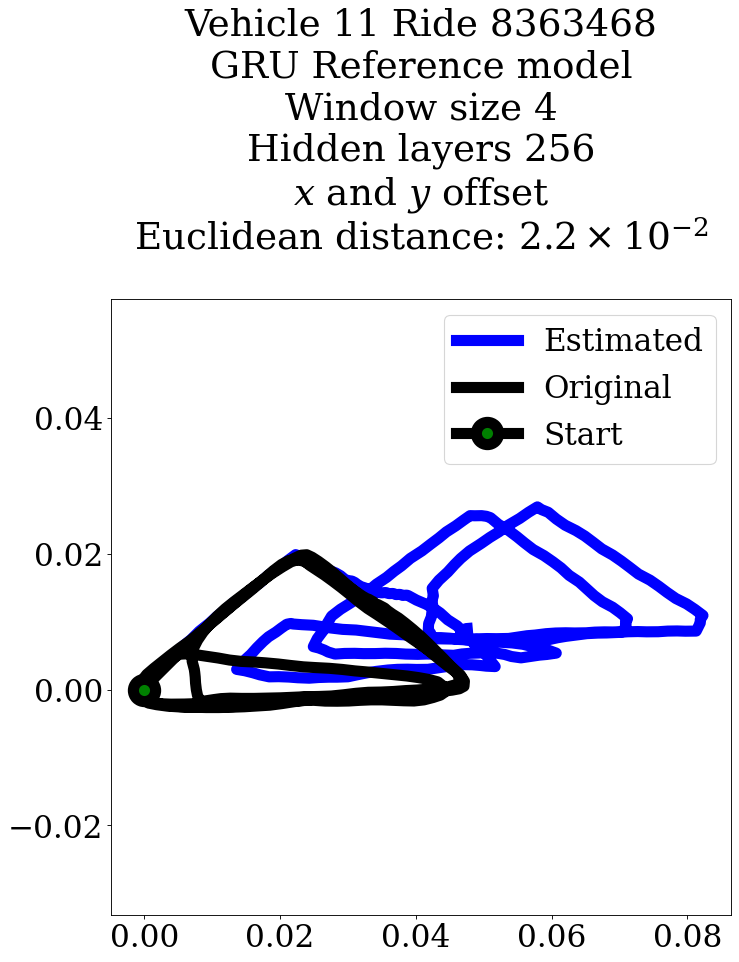 Vehicle 11 Ride 8363468
GRU Reference model
Window size 4
Hidden layers 256
x and y offset
Euclidean distance: 2.2 × 10⁻²
Estimated
Original
Start
0.04
0.02
0.00
−0.02
0.00 0.02 0.04 0.06 0.08